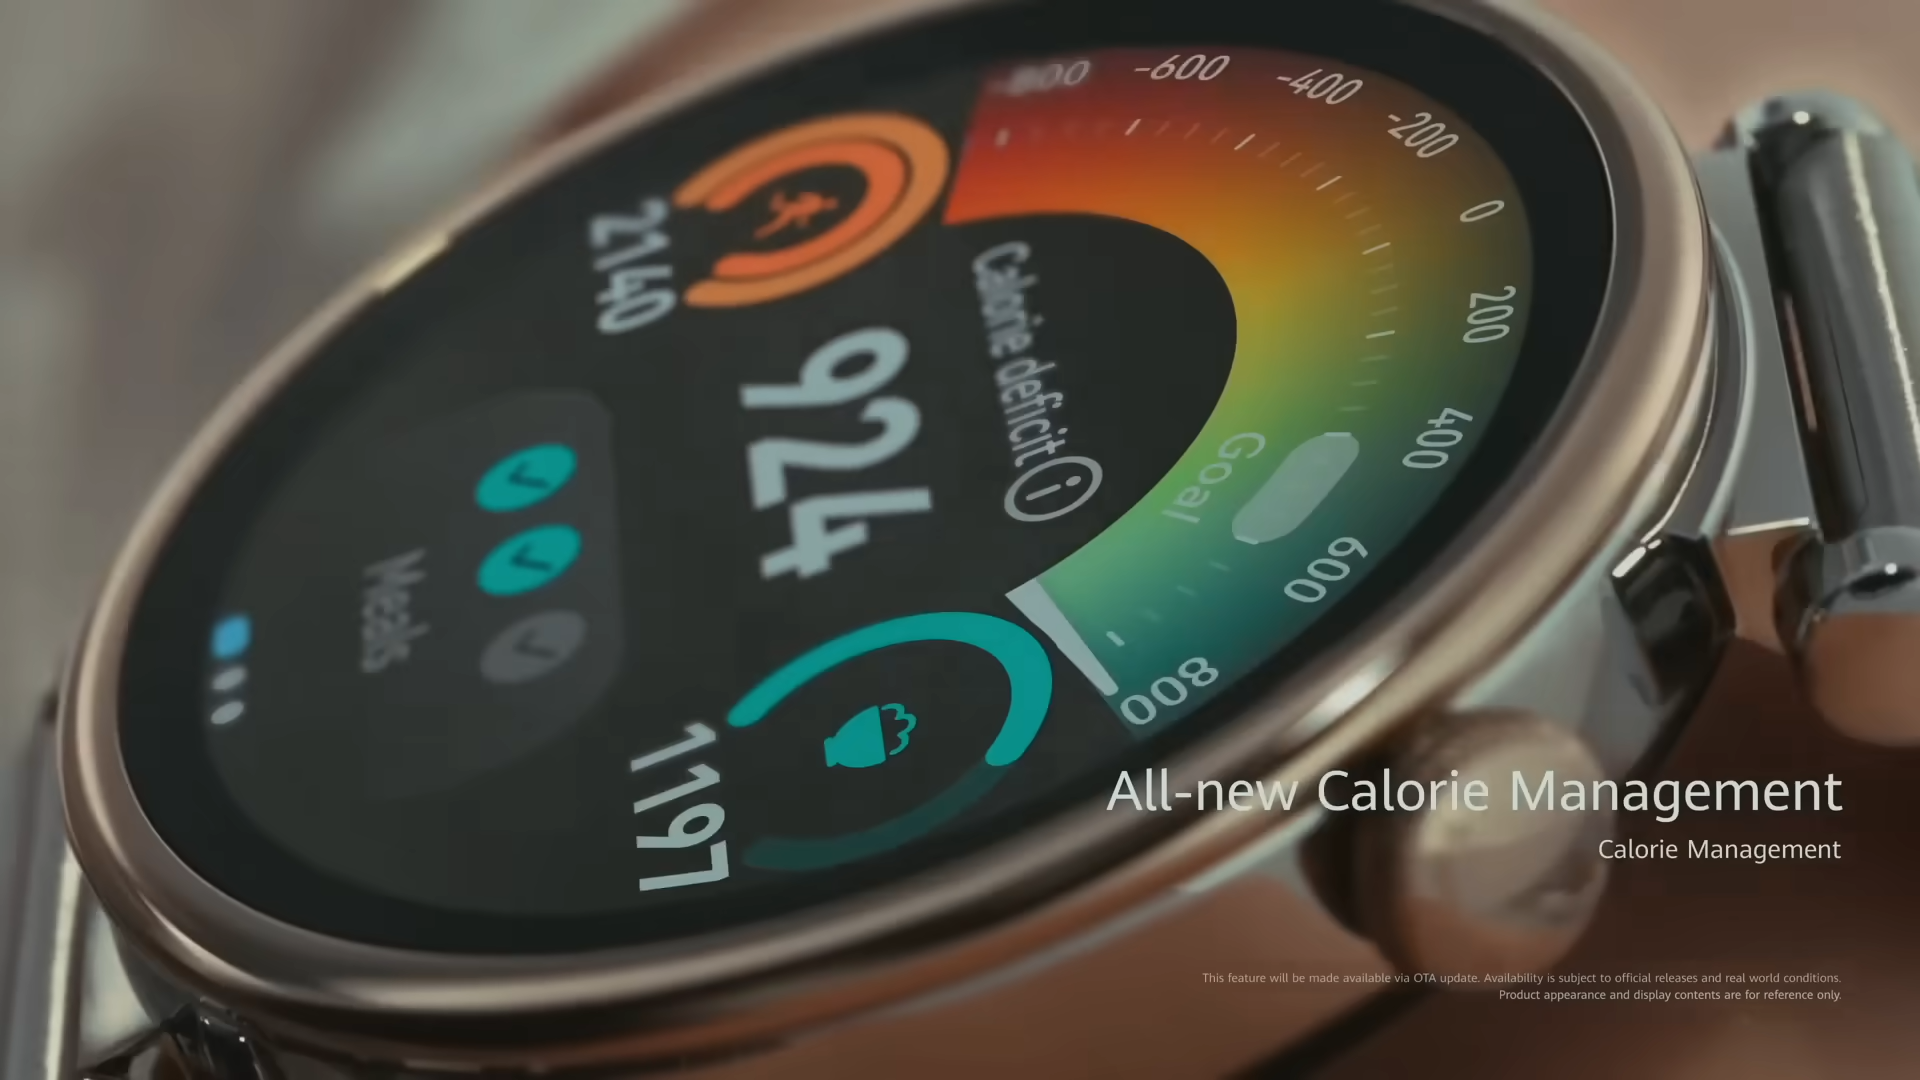 -800
-600
-400
-200
0
200
400
600
800
Goal
Calorie deficit
924
2140
1197
Meals
All-new Calorie Management
Calorie Management
This feature will be made available via OTA update. Availability is subject to official releases and real world conditions.
Product appearance and display contents are for reference only.